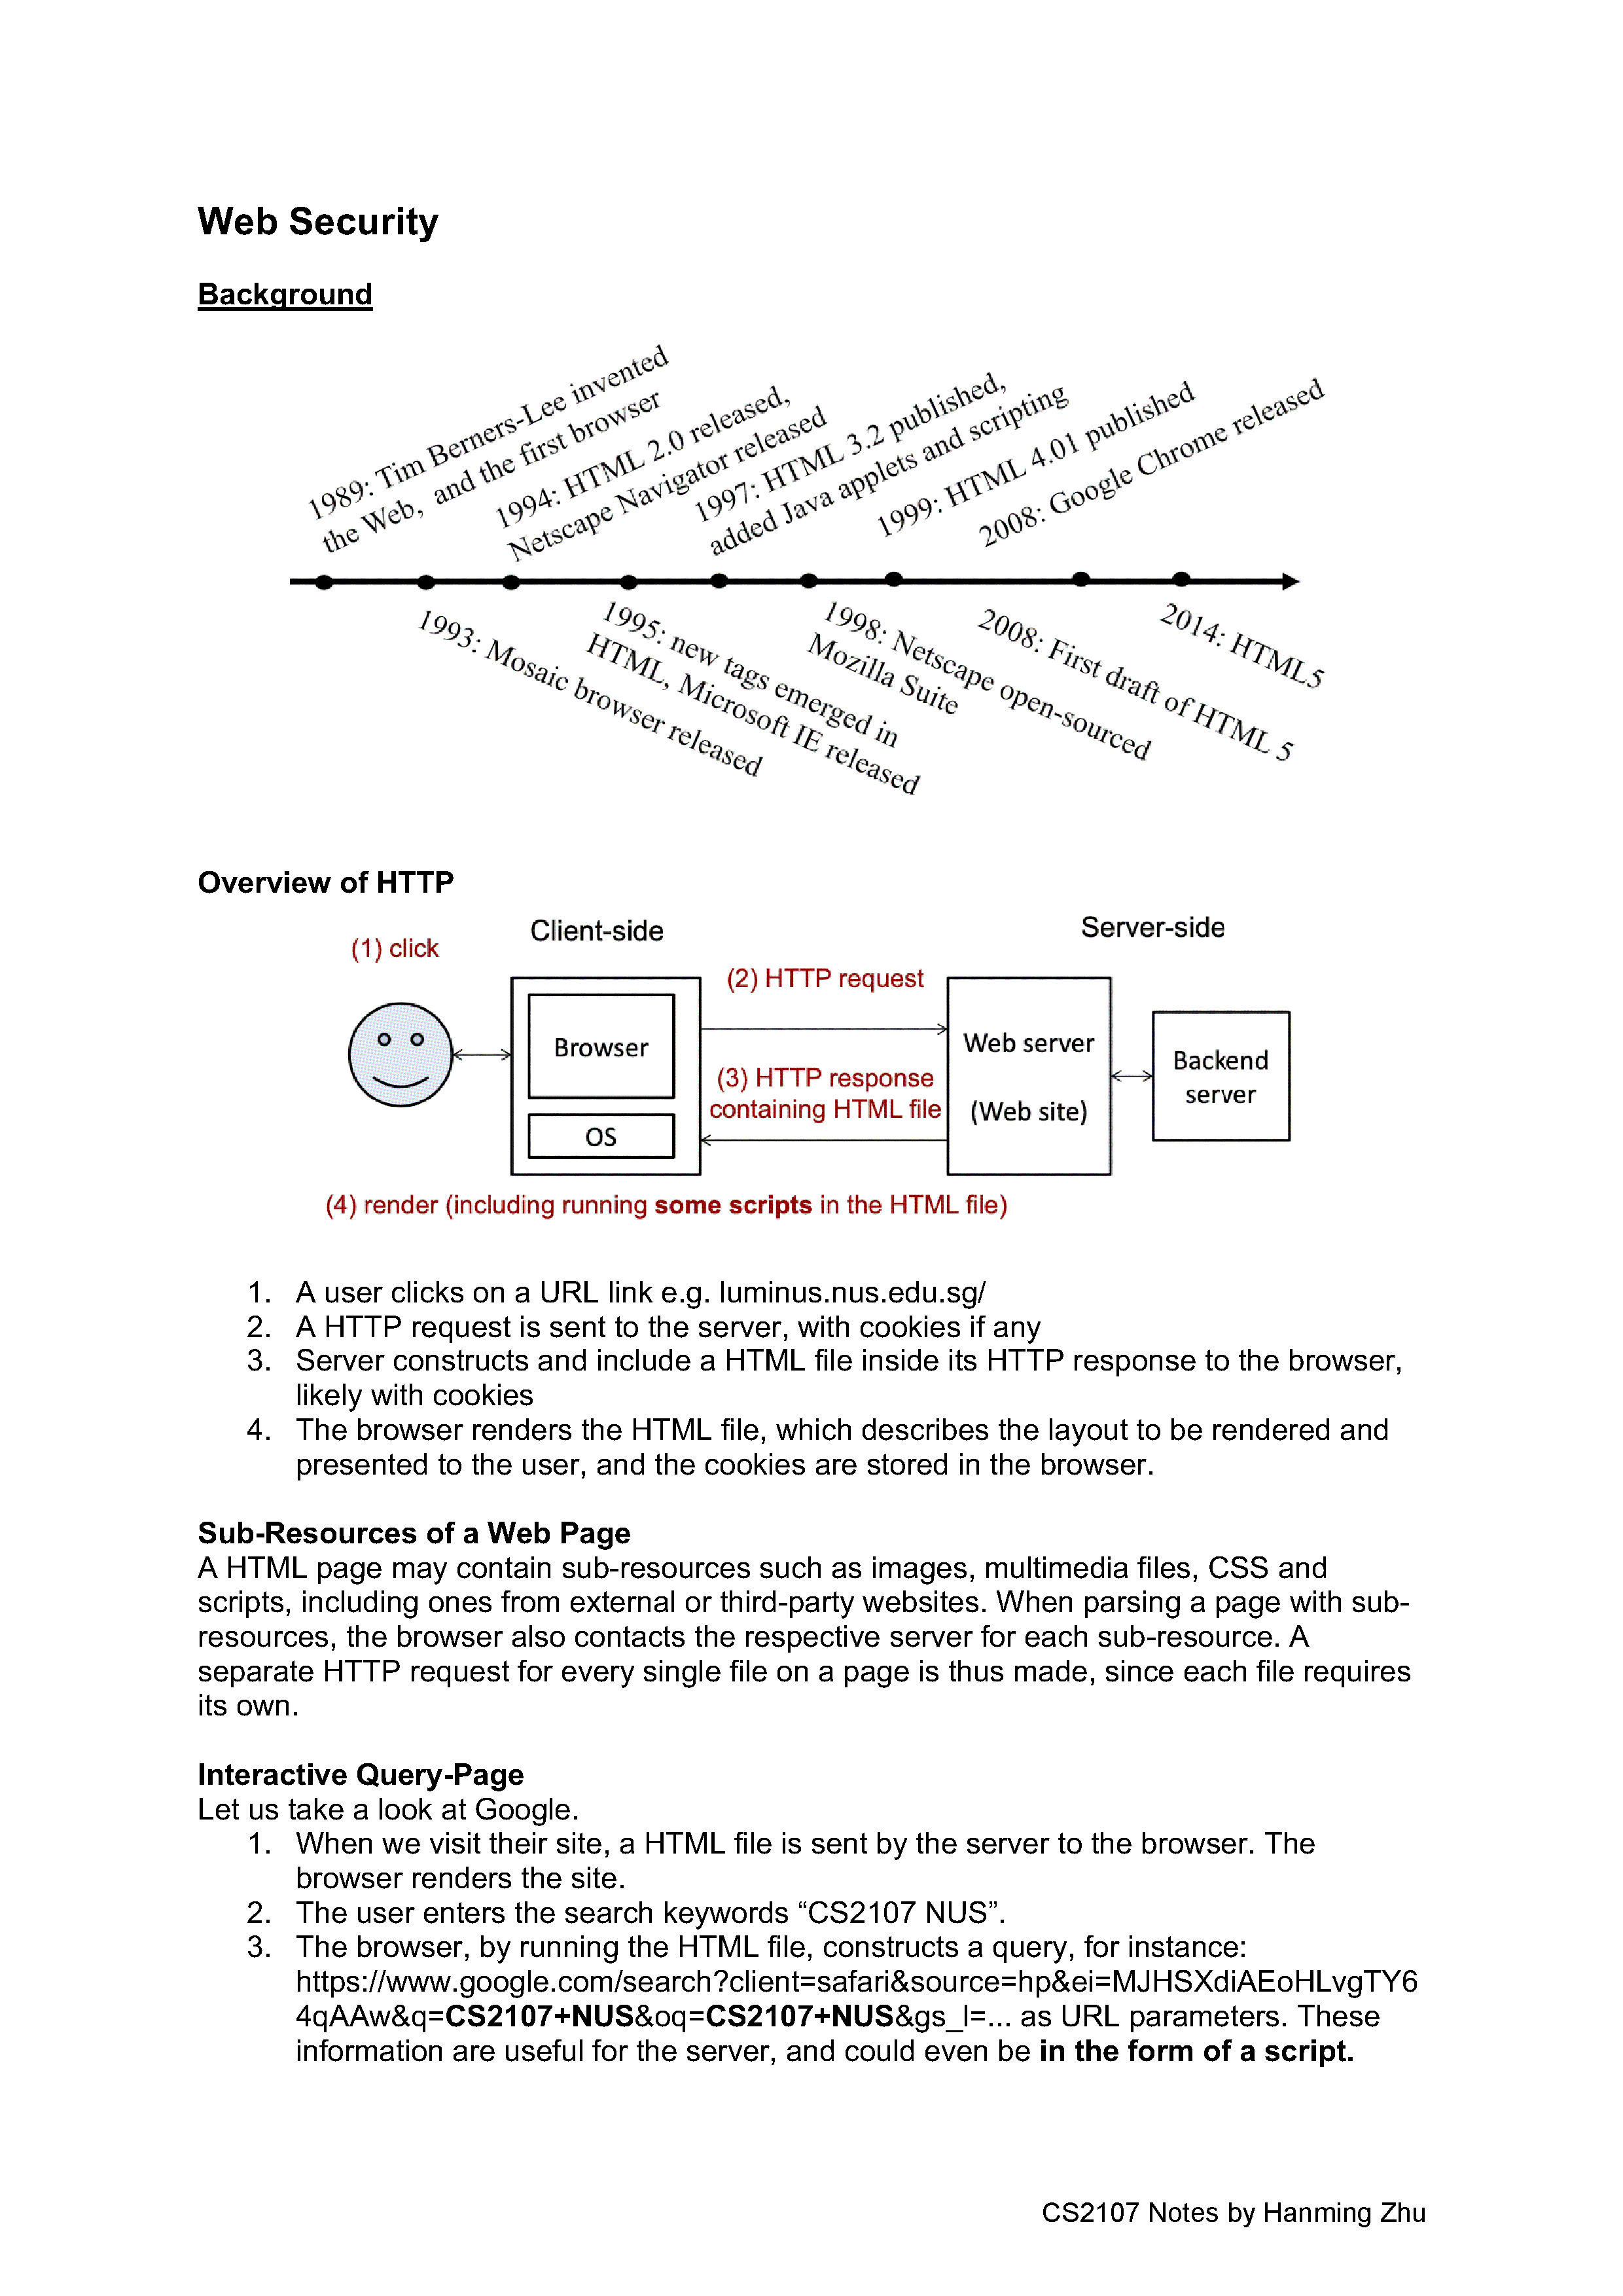 Web Security
Background
1989: Tim Berners-Lee invented
the Web,  and the first browser
1994: HTML 2.0 released,
Netscape Navigator released
1997: HTML 3.2 published,
added Java applets and scripting
1999: HTML 4.01 published
2008: Google Chrome released
1993: Mosaic browser released
1995: new tags emerged in
HTML, Microsoft IE released
1998: Netscape open-sourced
Mozilla Suite
2008: First draft of HTML 5
2014: HTML5
Overview of HTTP
Client-side
Server-side
(1) click
(2) HTTP request
Browser
OS
(3) HTTP response
containing HTML file
Web server
(Web site)
Backend
server
(4) render (including running some scripts in the HTML file)
1. A user clicks on a URL link e.g. luminus.nus.edu.sg/
2. A HTTP request is sent to the server, with cookies if any
3. Server constructs and include a HTML file inside its HTTP response to the browser,
likely with cookies
4. The browser renders the HTML file, which describes the layout to be rendered and
presented to the user, and the cookies are stored in the browser.
Sub-Resources of a Web Page
A HTML page may contain sub-resources such as images, multimedia files, CSS and
scripts, including ones from external or third-party websites. When parsing a page with sub-
resources, the browser also contacts the respective server for each sub-resource. A
separate HTTP request for every single file on a page is thus made, since each file requires
its own.
Interactive Query-Page
Let us take a look at Google.
1. When we visit their site, a HTML file is sent by the server to the browser. The
browser renders the site.
2. The user enters the search keywords “CS2107 NUS”.
3. The browser, by running the HTML file, constructs a query, for instance:
https://www.google.com/search?client=safari&source=hp&ei=MJHSXdiAEoHLvgTY6
4qAAw&q=CS2107+NUS&oq=CS2107+NUS&gs_l=... as URL parameters. These
information are useful for the server, and could even be in the form of a script.
CS2107 Notes by Hanming Zhu